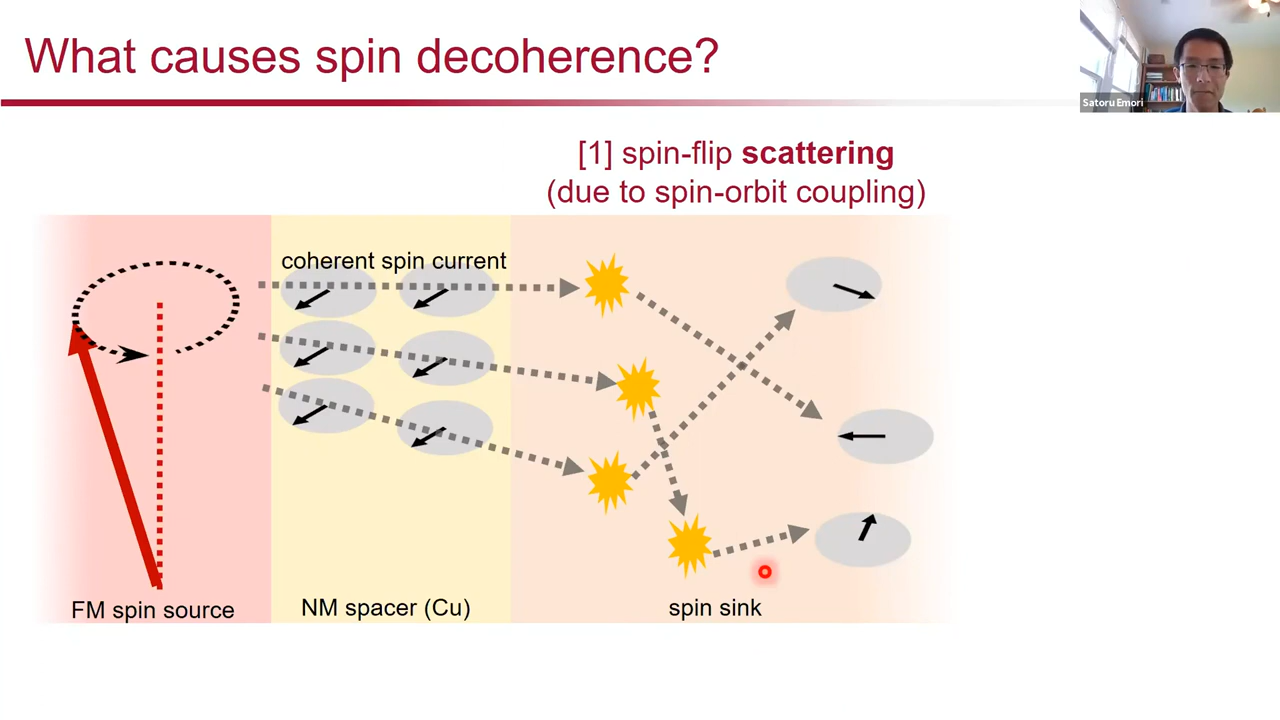 What causes spin decoherence?
Satoru Emori
[1] spin-flip scattering
(due to spin-orbit coupling)
coherent spin current
FM spin source
NM spacer (Cu)
spin sink